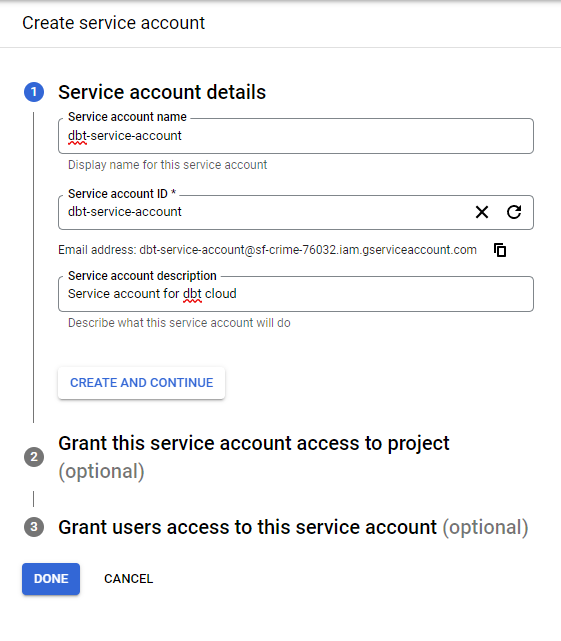 Create service account
1 Service account details
Service account name
dbt-service-account
Display name for this service account
Service account ID *
dbt-service-account
Email address: dbt-service-account@sf-crime-76032.iam.gserviceaccount.com
Service account description
Service account for dbt cloud
Describe what this service account will do
CREATE AND CONTINUE
2 Grant this service account access to project
(optional)
3 Grant users access to this service account (optional)
DONE CANCEL